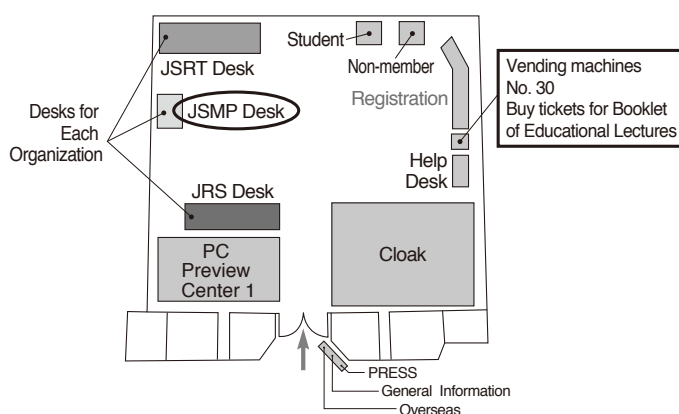 Student
Non-member
JSRT Desk
Vending machines
No. 30
Buy tickets for Booklet
of Educational Lectures
Registration
JSMP Desk
Desks for
Each
Organization
Help
Desk
JRS Desk
PC
Preview
Center 1
Cloak
PRESS
General Information
Overseas